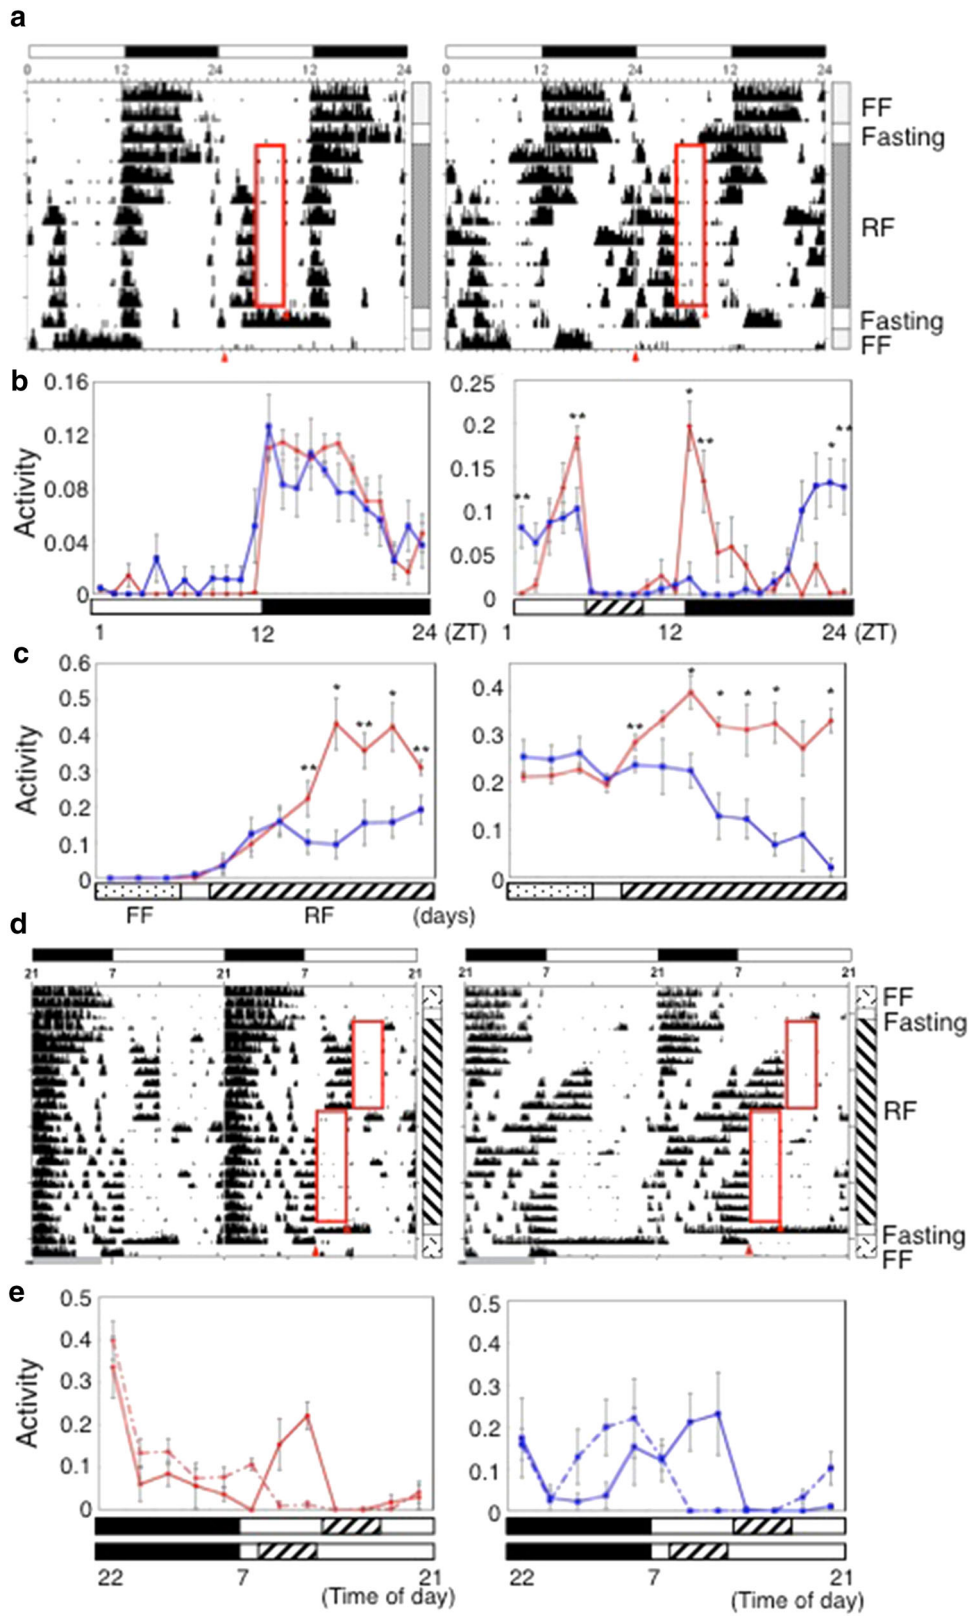 a
0 12 24 12 24
0 12 24 12 24
FF
Fasting
RF
Fasting
FF
b
Activity
0.16
0.12
0.08
0.04
0
1 12 24 (ZT)
0.25
0.2
0.15
0.1
0.05
0
** ** * ** * **
1 12 24 (ZT)
c
Activity
0.6
0.5
0.4
0.3
0.2
0.1
0
** * ** * **
FF RF (days)
0.4
0.3
0.2
0.1
0
** * * * * *
d
21 7 21 7 21
21 7 21 7 21
FF
Fasting
RF
Fasting
FF
e
Activity
0.5
0.4
0.3
0.2
0.1
0
22 7 21
(Time of day)
0.5
0.4
0.3
0.2
0.1
0
22 7 21
(Time of day)